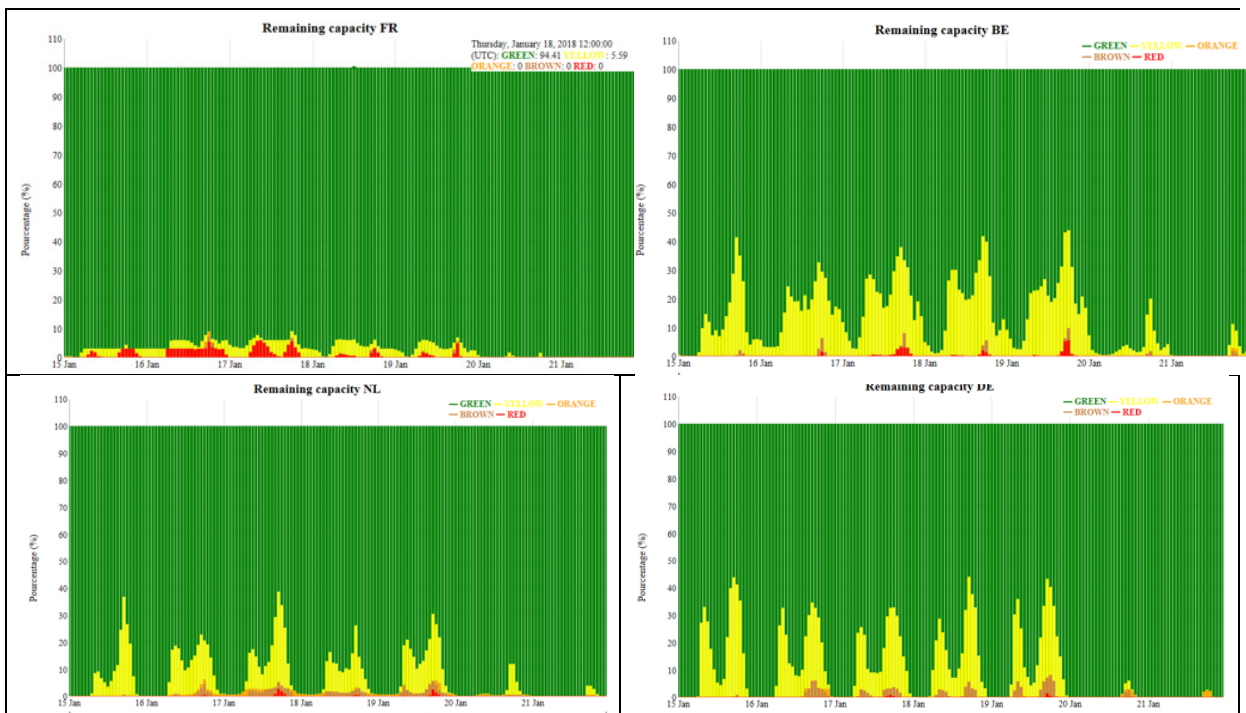 Remaining capacity FR
Thursday, January 18, 2018 12:00:00
(UTC): GREEN: 94.41 YELLOW: 5.59
ORANGE: 0 BROWN: 0 RED: 0
110
100
90
80
70
60
50
40
30
20
10
0
Pourcentage (%)
15 Jan 16 Jan 17 Jan 18 Jan 19 Jan 20 Jan 21 Jan
Remaining capacity BE
GREEN YELLOW ORANGE
BROWN RED
110
100
90
80
70
60
50
40
30
20
10
0
Pourcentage (%)
15 Jan 16 Jan 17 Jan 18 Jan 19 Jan 20 Jan 21 Jan
Remaining capacity NL
GREEN YELLOW ORANGE
BROWN RED
110
100
90
80
70
60
50
40
30
20
10
0
Pourcentage (%)
15 Jan 16 Jan 17 Jan 18 Jan 19 Jan 20 Jan 21 Jan
Remaining capacity DE
GREEN YELLOW ORANGE
BROWN RED
110
100
90
80
70
60
50
40
30
20
10
0
Pourcentage (%)
15 Jan 16 Jan 17 Jan 18 Jan 19 Jan 20 Jan 21 Jan